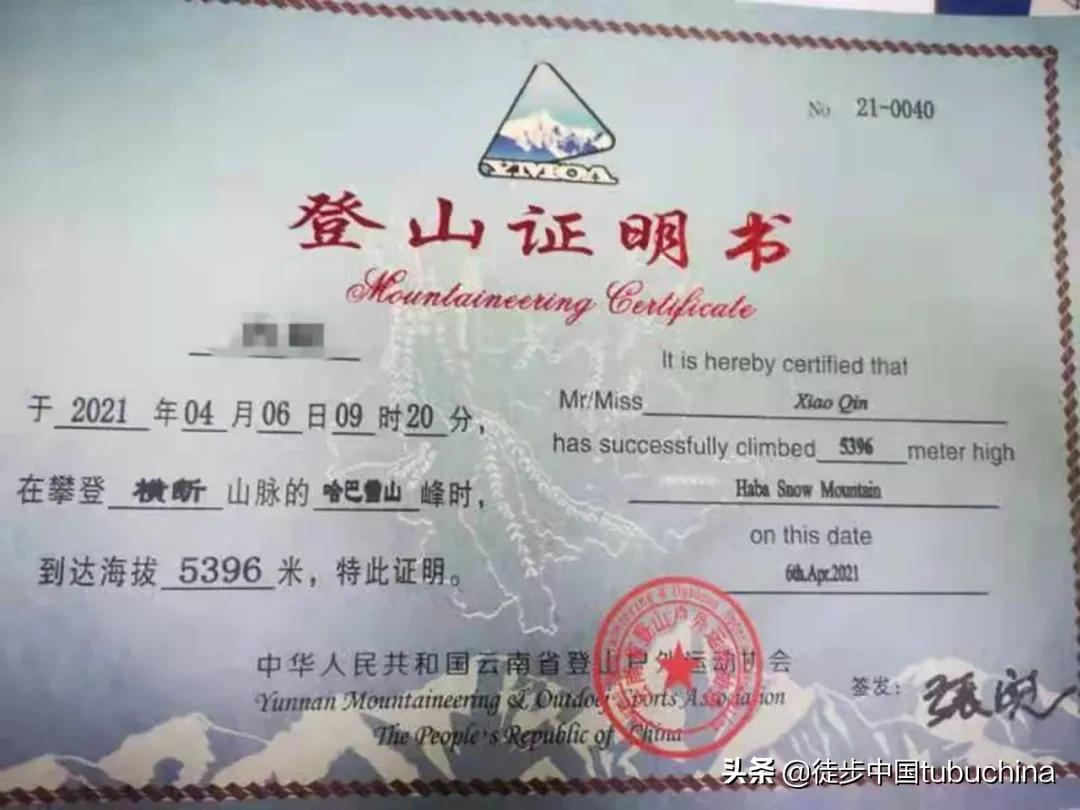 No 21-0040
YMOA
登山证明书
Mountaineering Certificate
于 2021 年 04 月 06 日 09 时 20 分，
在攀登 横断 山脉的 哈巴雪山 峰时，
到达海拔 5396 米，特此证明。
It is hereby certified that
Mr/Miss Xiao Qin
has successfully climbed 5396 meter high
Haba Snow Mountain
on this date
6th.Apr.2021
中华人民共和国云南省登山户外运动协会
Yunnan Mountaineering & Outdoor Sports Association
The People's Republic of China
签发：
头条 @徒步中国tubuchina